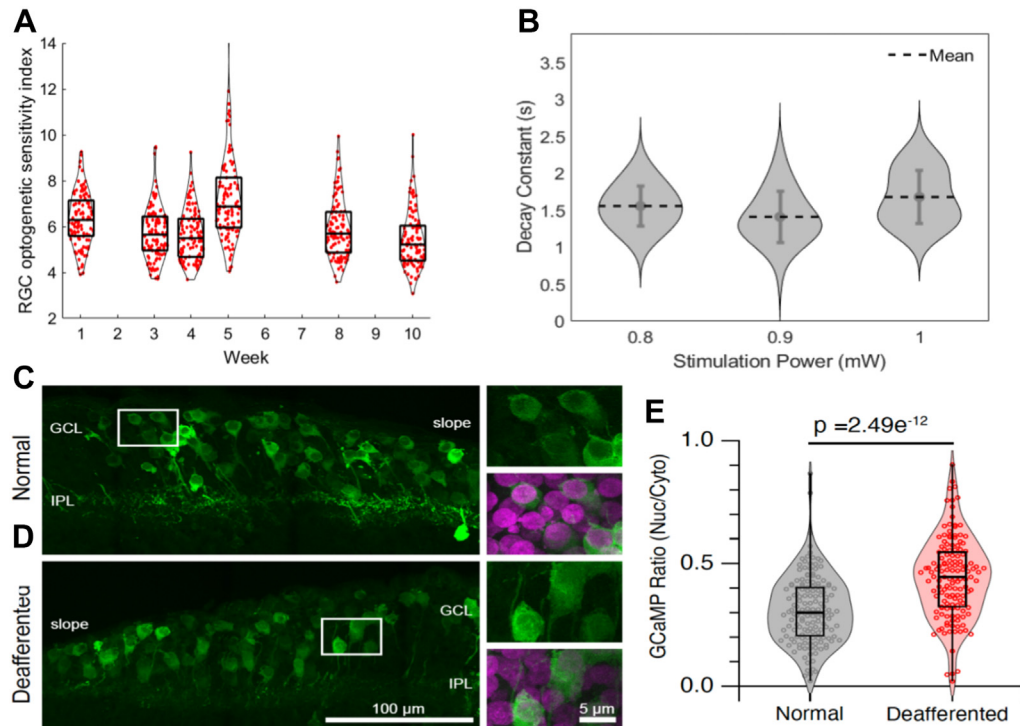 A
RGC optogenetic sensitivity index
14
12
10
8
6
4
2
1 2 3 4 5 6 7 8 9 10
Week
B
Decay Constant (s)
3.5
3
2.5
2
1.5
1
0.5
0
Mean
0.8 0.9 1
Stimulation Power (mW)
C
Normal
GCL
slope
IPL
D
Deafferenteu
slope
GCL
IPL
100 µm
5 µm
E
p =2.49e-12
GCaMP Ratio (Nuc/Cyto)
1.0
0.5
0.0
Normal Deafferented